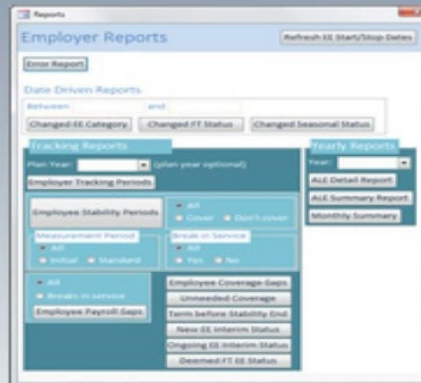 Reports
Employer Reports
Refresh EE Start/Stop Dates
Error Report
Date Driven Reports
Between and
Changed EE Category Changed FT Status Changed Seasonal Status
Tracking Reports
Plan Year: (plan year optional)
Employer Tracking Periods
Employee Stability Periods
All
Cover Don't cover
Measurement Period
All
Initial Standard
Break in Service
All
Yes No
All
Breaks in service
Employee Payroll Gaps
Employee Coverage Gaps
Unneeded Coverage
Term before Stability End
New EE Interim Status
Ongoing EE Interim Status
Deemed FT EE Status
Yearly Reports
Year:
ALE Detail Report
ALE Summary Report
Monthly Summary